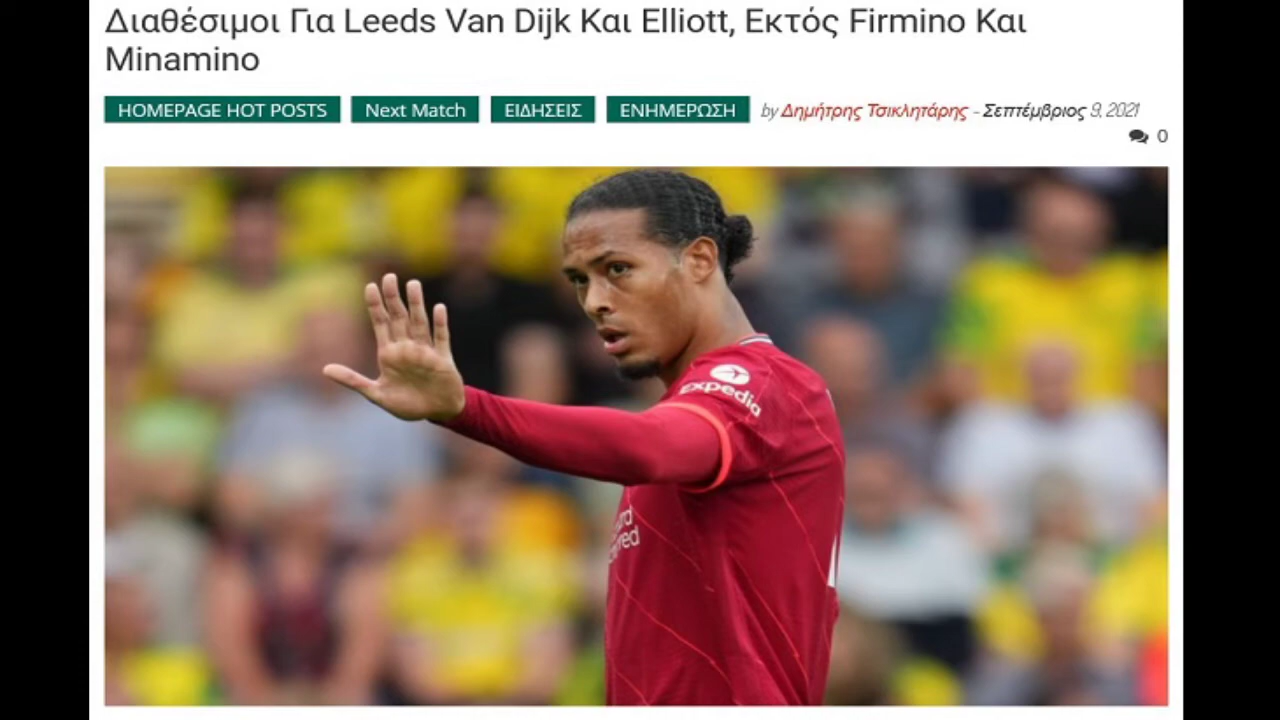 Διαθέσιμοι Για Leeds Van Dijk Και Elliott, Εκτός Firmino Και
Minamino
HOMEPAGE HOT POSTS Next Match ΕΙΔΗΣΕΙΣ ΕΝΗΜΕΡΩΣΗ by Δημήτρης Τσικλητάρης - Σεπτέμβριος 9, 2021
0
expedia